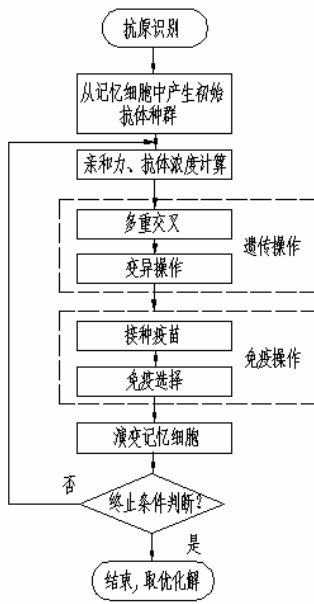 抗原识别
从记忆细胞中产生初始
抗体种群
亲和力、抗体浓度计算
多重交叉
遗传操作
变异操作
接种疫苗
免疫操作
免疫选择
演变记忆细胞
否
终止条件判断?
是
结束,取优化解